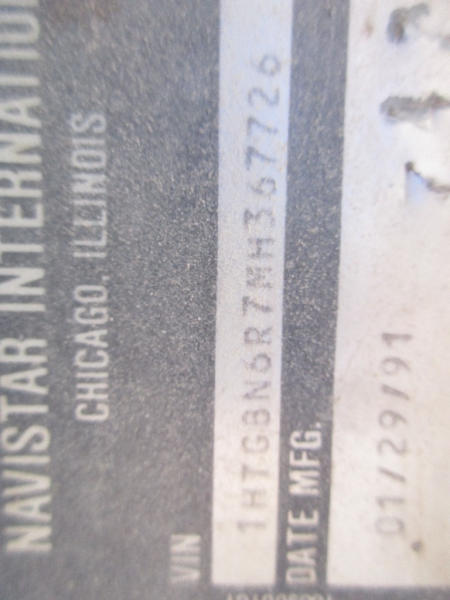 NAVISTAR INTERNATIO
CHICAGO, ILLINOIS
VIN
1HTGBN6R7MH367726
DATE MFG.
01/29/91